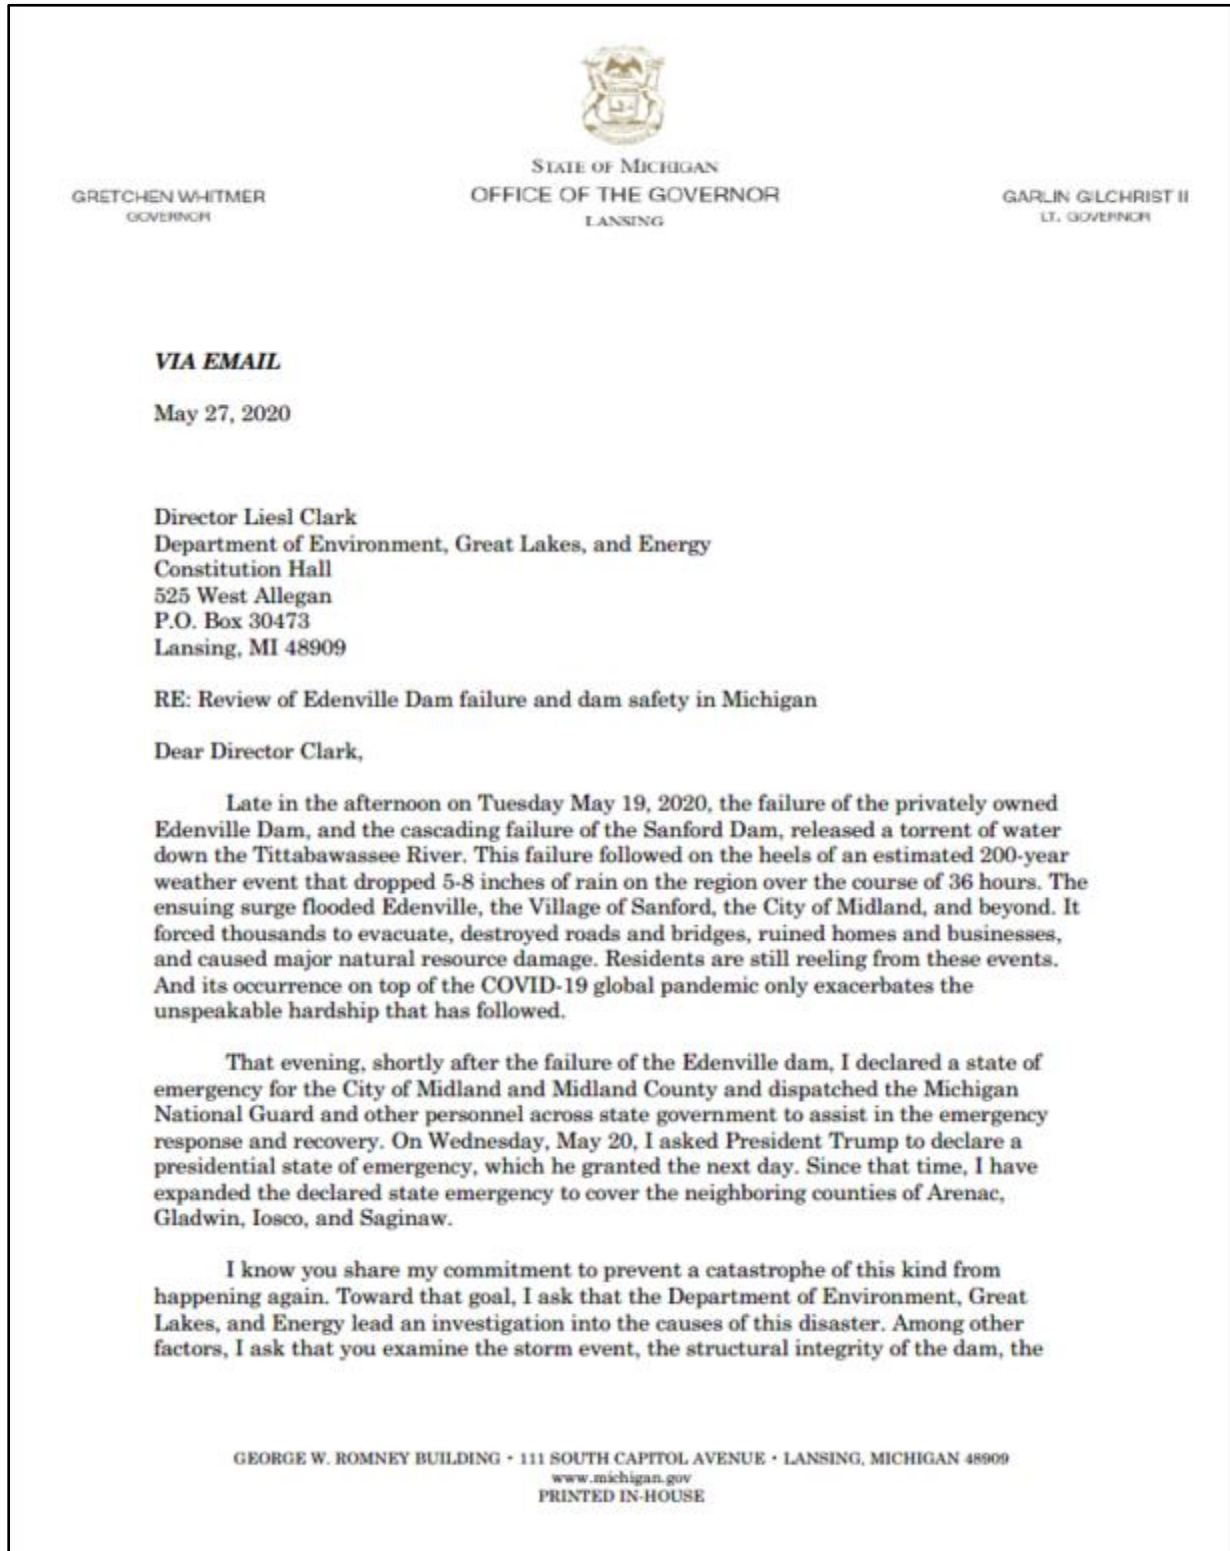 STATE OF MICHIGAN
GRETCHEN WHITMER
GOVERNOR
OFFICE OF THE GOVERNOR
LANSING
GARLIN GILCHRIST II
LT. GOVERNOR
VIA EMAIL
May 27, 2020
Director Liesl Clark
Department of Environment, Great Lakes, and Energy
Constitution Hall
525 West Allegan
P.O. Box 30473
Lansing, MI 48909
RE: Review of Edenville Dam failure and dam safety in Michigan
Dear Director Clark,
Late in the afternoon on Tuesday May 19, 2020, the failure of the privately owned
Edenville Dam, and the cascading failure of the Sanford Dam, released a torrent of water
down the Tittabawassee River. This failure followed on the heels of an estimated 200-year
weather event that dropped 5-8 inches of rain on the region over the course of 36 hours. The
ensuing surge flooded Edenville, the Village of Sanford, the City of Midland, and beyond. It
forced thousands to evacuate, destroyed roads and bridges, ruined homes and businesses,
and caused major natural resource damage. Residents are still reeling from these events.
And its occurrence on top of the COVID-19 global pandemic only exacerbates the
unspeakable hardship that has followed.
That evening, shortly after the failure of the Edenville dam, I declared a state of
emergency for the City of Midland and Midland County and dispatched the Michigan
National Guard and other personnel across state government to assist in the emergency
response and recovery. On Wednesday, May 20, I asked President Trump to declare a
presidential state of emergency, which he granted the next day. Since that time, I have
expanded the declared state emergency to cover the neighboring counties of Arenac,
Gladwin, Iosco, and Saginaw.
I know you share my commitment to prevent a catastrophe of this kind from
happening again. Toward that goal, I ask that the Department of Environment, Great
Lakes, and Energy lead an investigation into the causes of this disaster. Among other
factors, I ask that you examine the storm event, the structural integrity of the dam, the
GEORGE W. ROMNEY BUILDING • 111 SOUTH CAPITOL AVENUE • LANSING, MICHIGAN 48909
www.michigan.gov
PRINTED IN-HOUSE